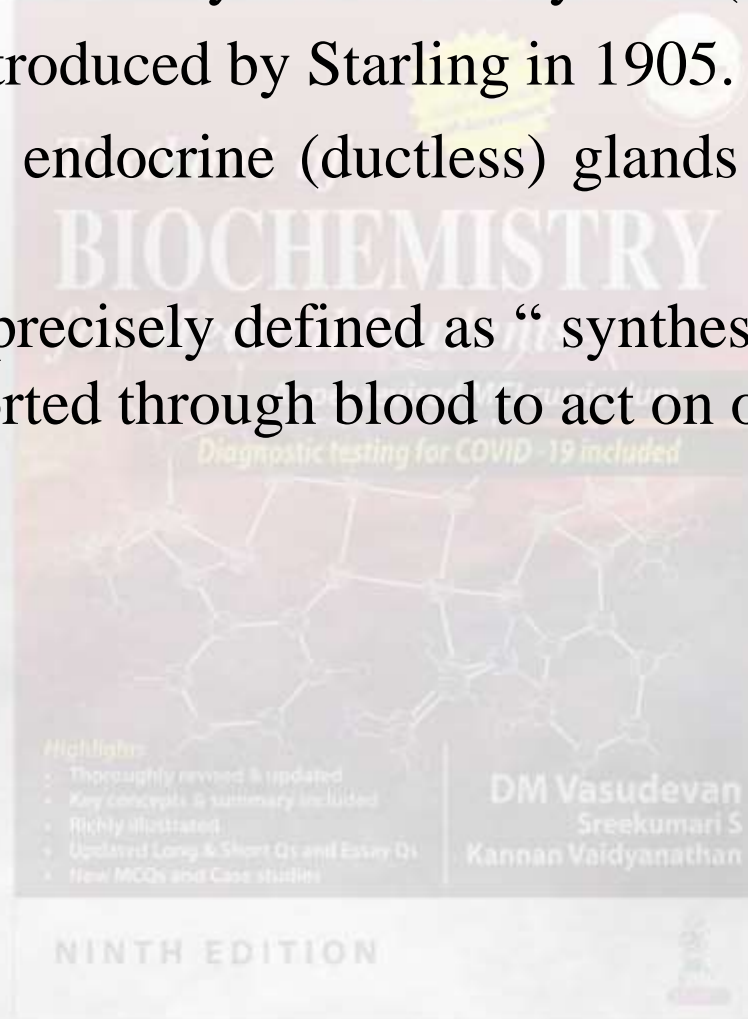 troduced by Starling in 1905.
endocrine (ductless) glands
BIOCHEMISTRY
precisely defined as “ synthes
rted through blood to act on
Diagnostic testing for COVID -19 included
Highlights
• Thoroughly revised & updated
• Key concepts & summary included
• Richly illustrated
• Updated Long & Short Qs and Essay Qs
• New MCQs and Case studies
DM Vasudevan
Sreekumari S
Kannan Vaidyanathan
NINTH EDITION